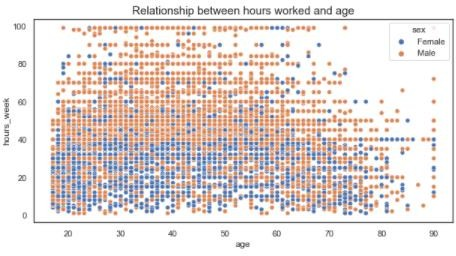 Relationship between hours worked and age
100
80
60
40
20
0
hours_week
sex
Female
Male
20 30 40 50 60 70 80 90
age